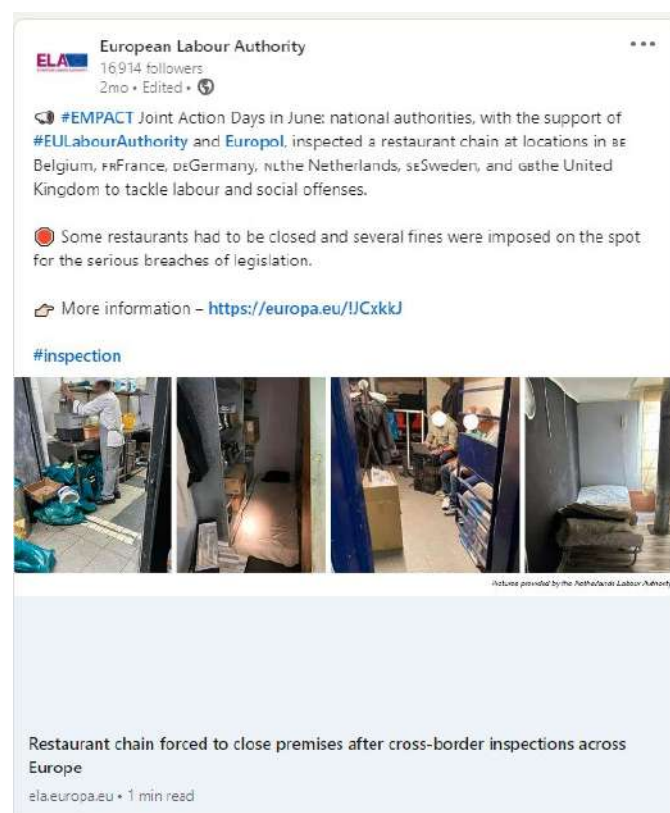 European Labour Authority
ELA
16,914 followers
2mo • Edited •
#EMPACT Joint Action Days in June: national authorities, with the support of
#EULabourAuthority and Europol, inspected a restaurant chain at locations in BE
Belgium, FRFrance, DEGermany, NLthe Netherlands, SESweden, and GBthe United
Kingdom to tackle labour and social offenses.
Some restaurants had to be closed and several fines were imposed on the spot
for the serious breaches of legislation.
More information – https://europa.eu/!JCxkkJ
#inspection
Pictures provided by the Netherlands Labour Authority
Restaurant chain forced to close premises after cross-border inspections across
Europe
ela.europa.eu • 1 min read